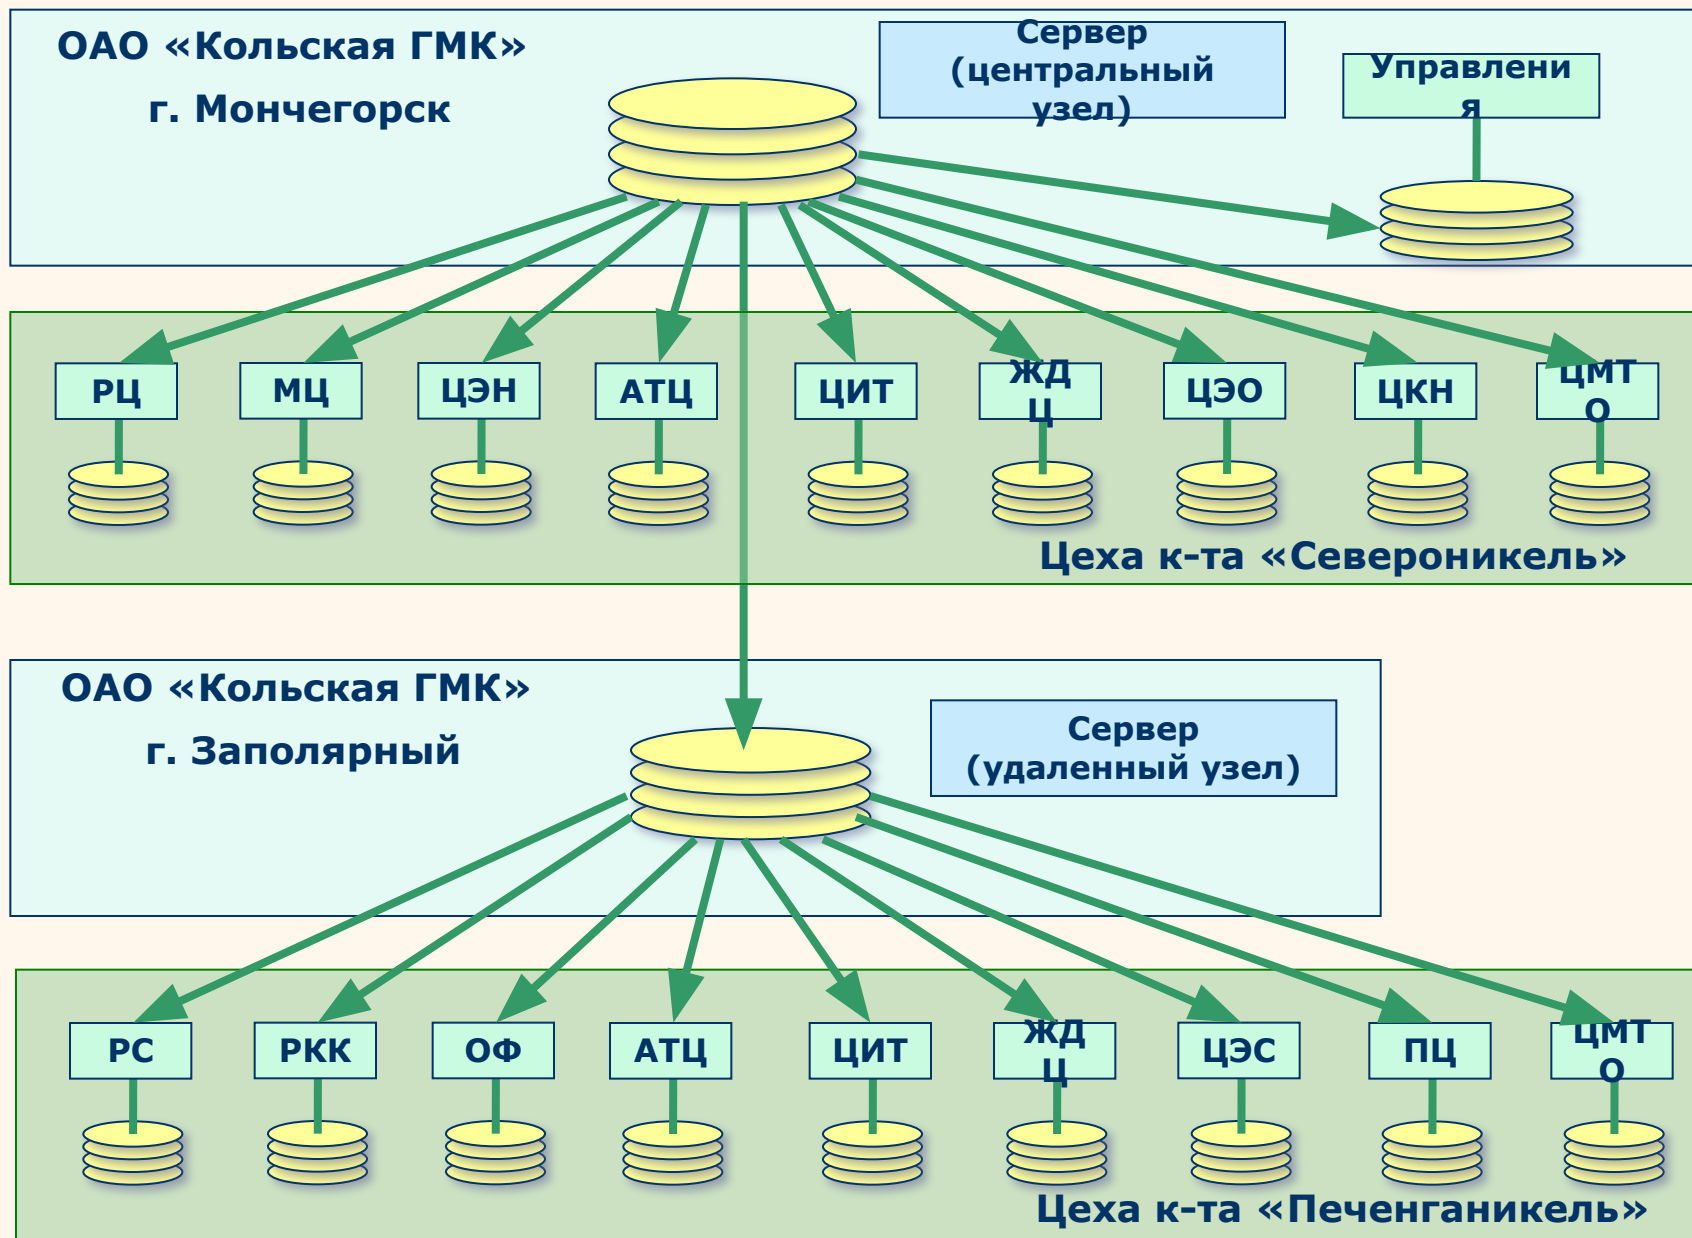 ОАО «Кольская ГМК»
г. Мончегорск
Сервер
(центральный
узел)
Управлени
я
РЦ
МЦ
ЦЭН
АТЦ
ЦИТ
ЖД
Ц
ЦЭО
ЦКН
ЦМТ
О
Цеха к-та «Североникель»
ОАО «Кольская ГМК»
г. Заполярный
Сервер
(удаленный узел)
РС
РКК
ОФ
АТЦ
ЦИТ
ЖД
Ц
ЦЭС
ПЦ
ЦМТ
О
Цеха к-та «Печенганикель»